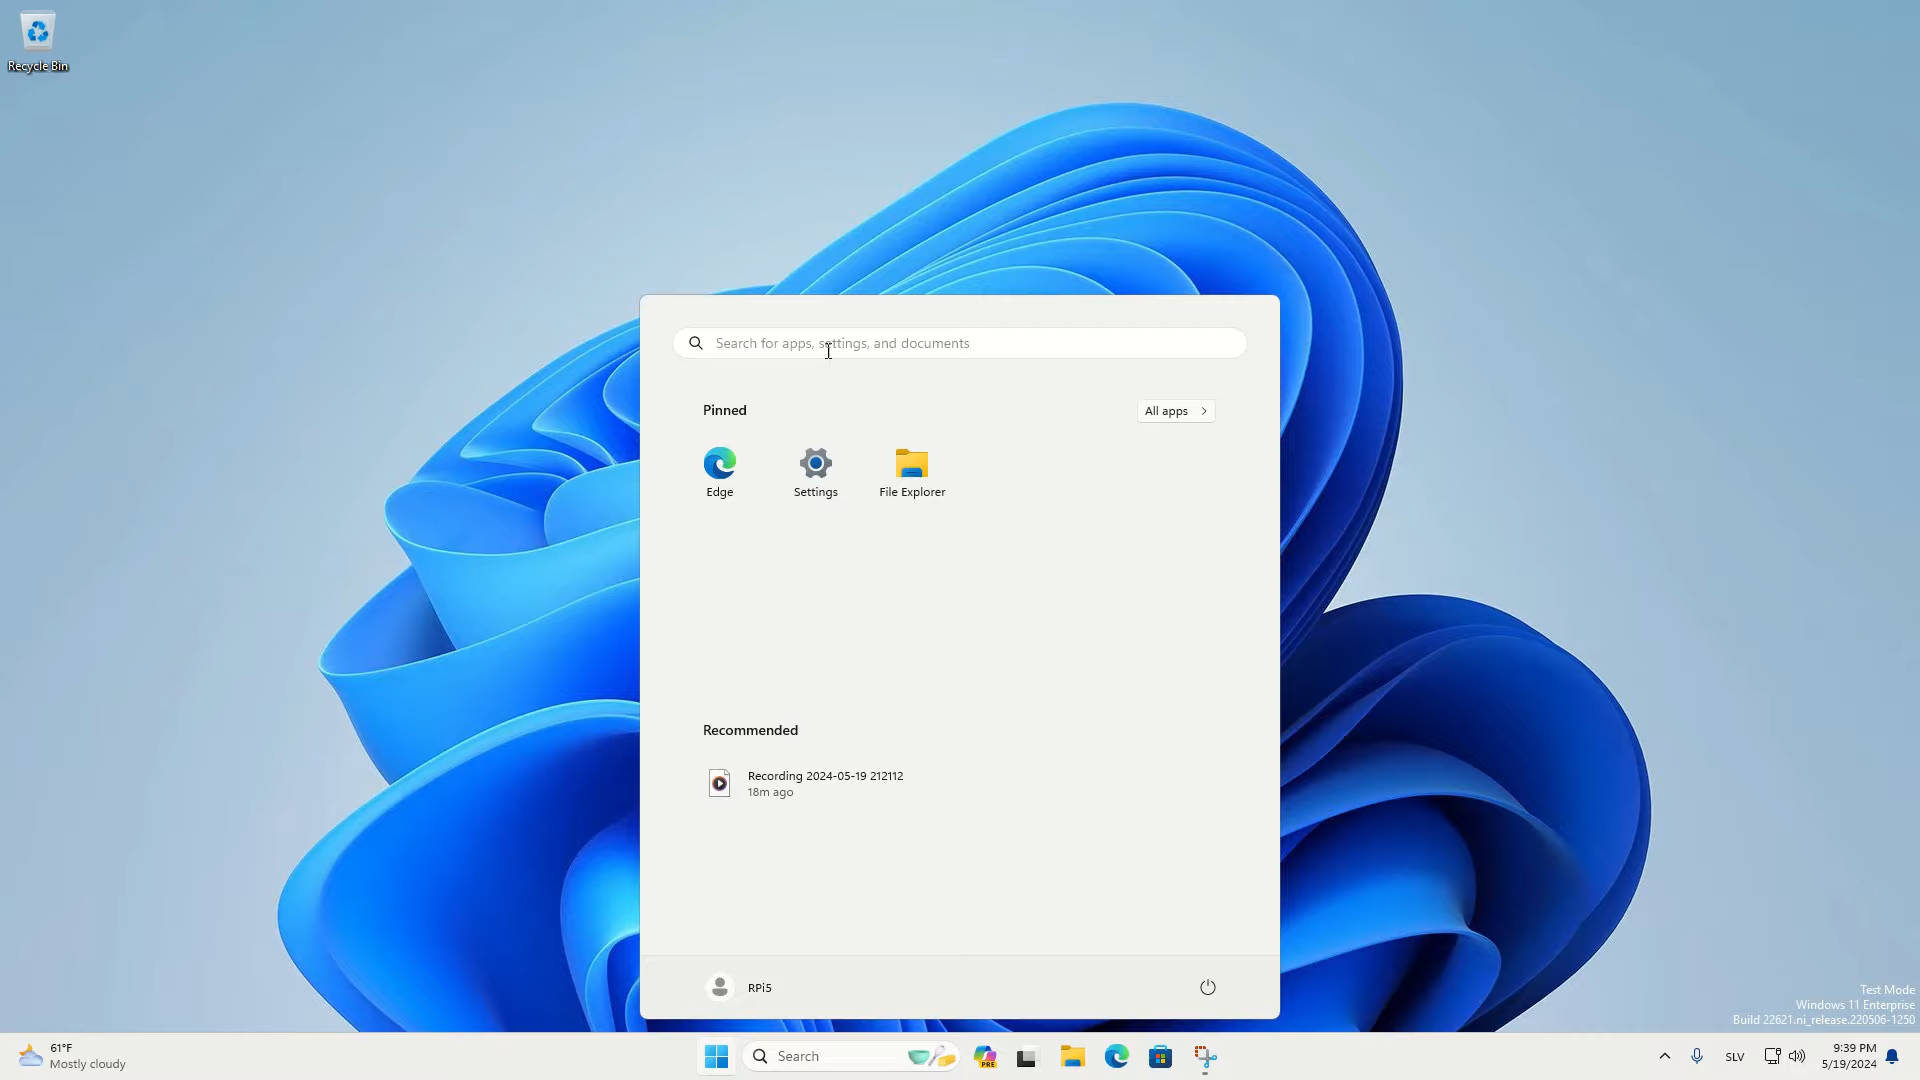 Recycle Bin
Search for apps, settings, and documents
Pinned
All apps
Edge
Settings
File Explorer
Recommended
Recording 2024-05-19 212112
18m ago
RPi5
Test Mode
Windows 11 Enterprise
Build 22621.ni_release.220506-1250
61°F
Mostly cloudy
Search
PRE
SLV
9:39 PM
5/19/2024